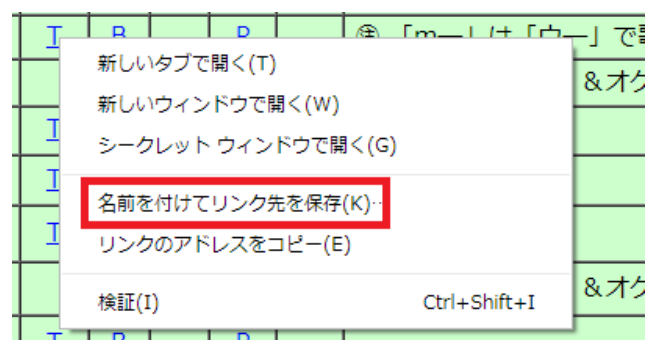 T B P ㊟ 「m―」は「ウ―」で
新しいタブで開く(T)
新しいウィンドウで開く(W)
&オケ
T
シークレット ウィンドウで開く(G)
T
名前を付けてリンク先を保存(K)...
T
リンクのアドレスをコピー(E)
検証(I) Ctrl+Shift+I
&オケ
T B P